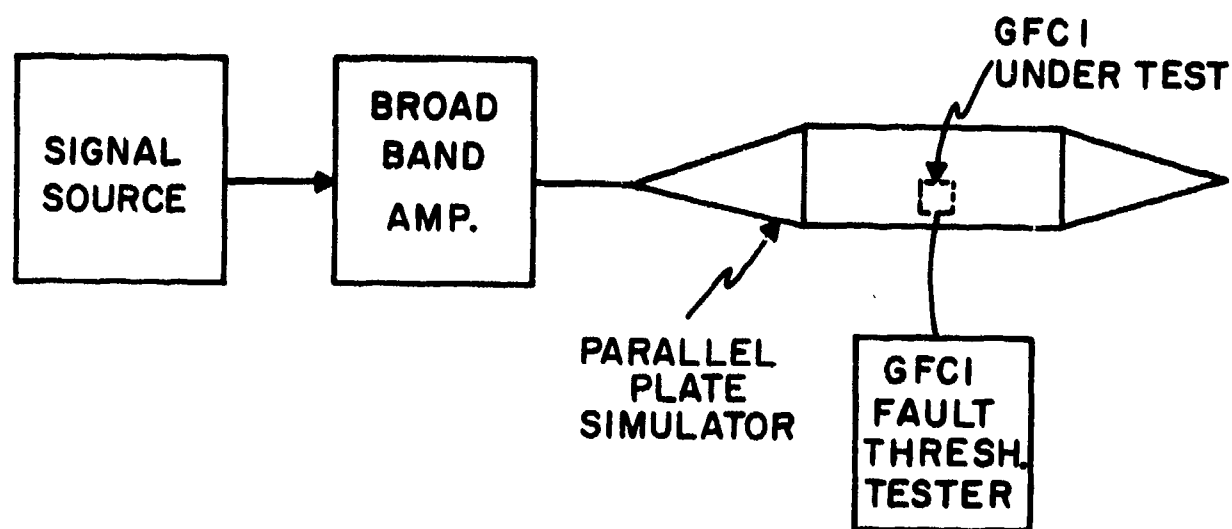 SIGNAL
SOURCE
BROAD
BAND
AMP.
GFCI
UNDER TEST
PARALLEL
PLATE
SIMULATOR
GFCI
FAULT
THRESH.
TESTER